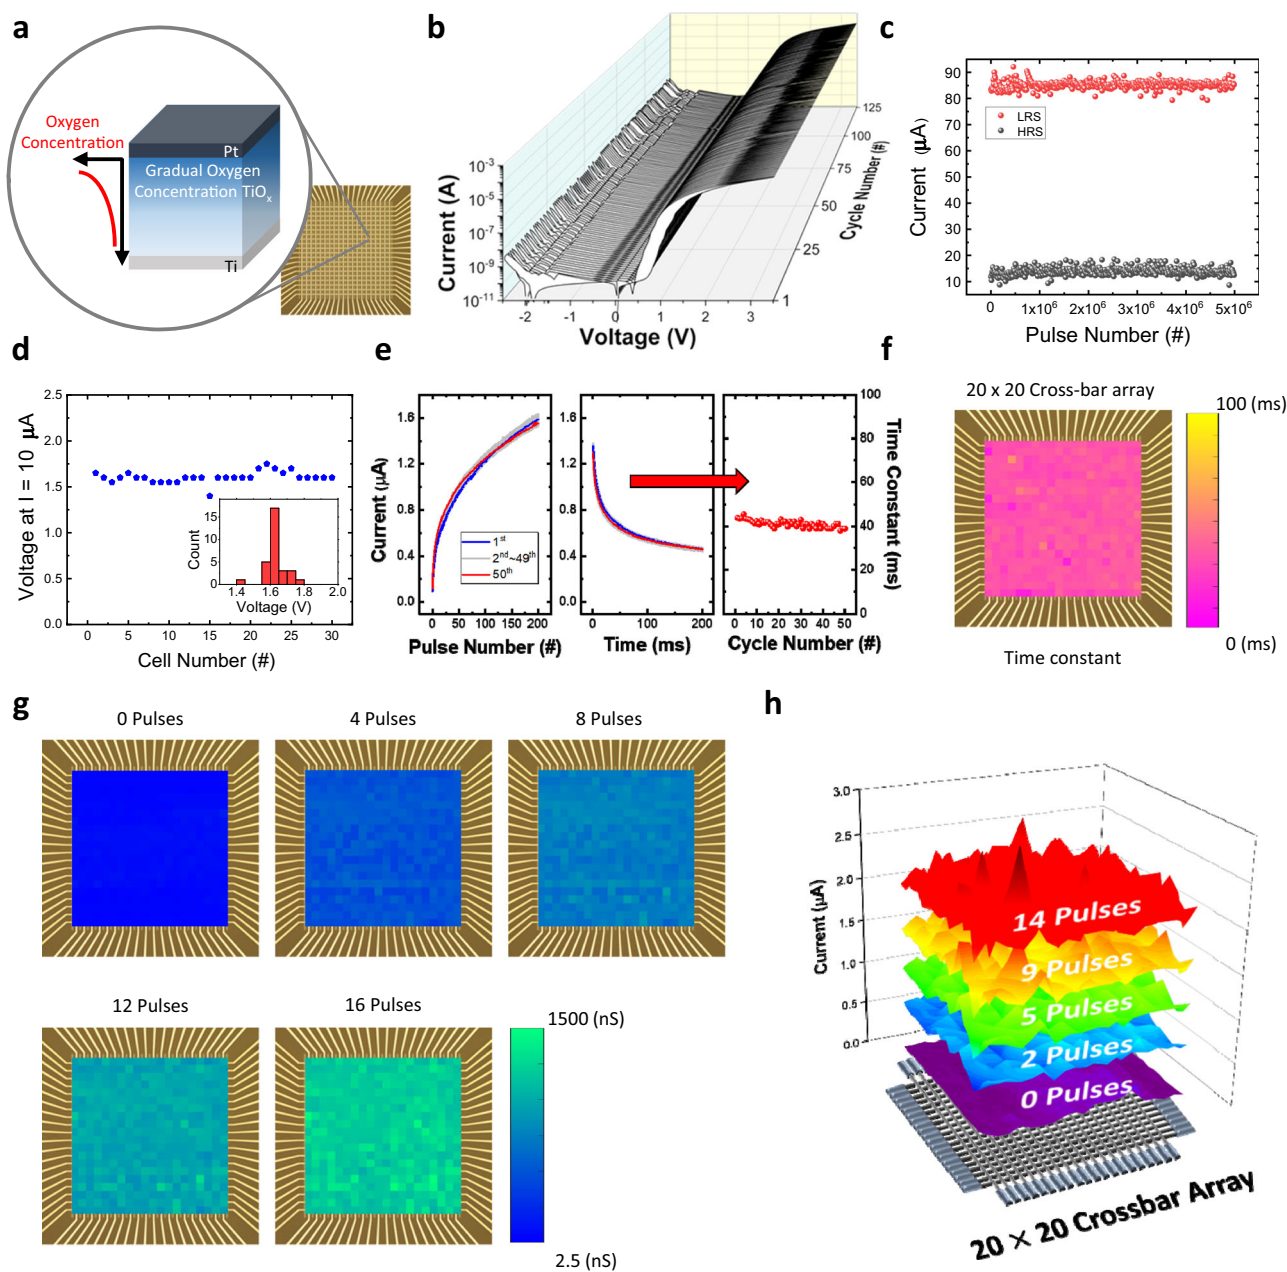 a
Oxygen
Concentration
Pt
Gradual Oxygen
Concentration TiOₓ
Ti
b
Current (A)
10⁻³
10⁻⁵
10⁻⁷
10⁻⁹
10⁻¹¹
-2
-1
0
1
2
3
Voltage (V)
1
25
50
75
100
125
Cycle Number (#)
c
Current (μA)
90
80
70
60
50
40
30
20
10
LRS
HRS
0
1x10⁶
2x10⁶
3x10⁶
4x10⁶
5x10⁶
Pulse Number (#)
d
Voltage at I = 10 μA
2.5
2.0
1.5
1.0
0.5
0.0
0
5
10
15
20
25
30
Cell Number (#)
Count
15
10
5
0
1.4
1.6
1.8
2.0
Voltage (V)
e
Current (μA)
1.6
1.2
0.8
0.4
0.0
1ˢᵗ
2ⁿᵈ~49ᵗʰ
50ᵗʰ
0
50
100
150
200
Pulse Number (#)
1.6
1.2
0.8
0.4
0.0
0
100
200
Time (ms)
100
80
60
40
20
0
Time Constant (ms)
0
10
20
30
40
50
Cycle Number (#)
f
20 x 20 Cross-bar array
100 (ms)
0 (ms)
Time constant
g
0 Pulses
4 Pulses
8 Pulses
12 Pulses
16 Pulses
1500 (nS)
2.5 (nS)
h
Current (μA)
3.0
2.5
2.0
1.5
1.0
0.5
0.0
14 Pulses
9 Pulses
5 Pulses
2 Pulses
0 Pulses
20 × 20 Crossbar Array